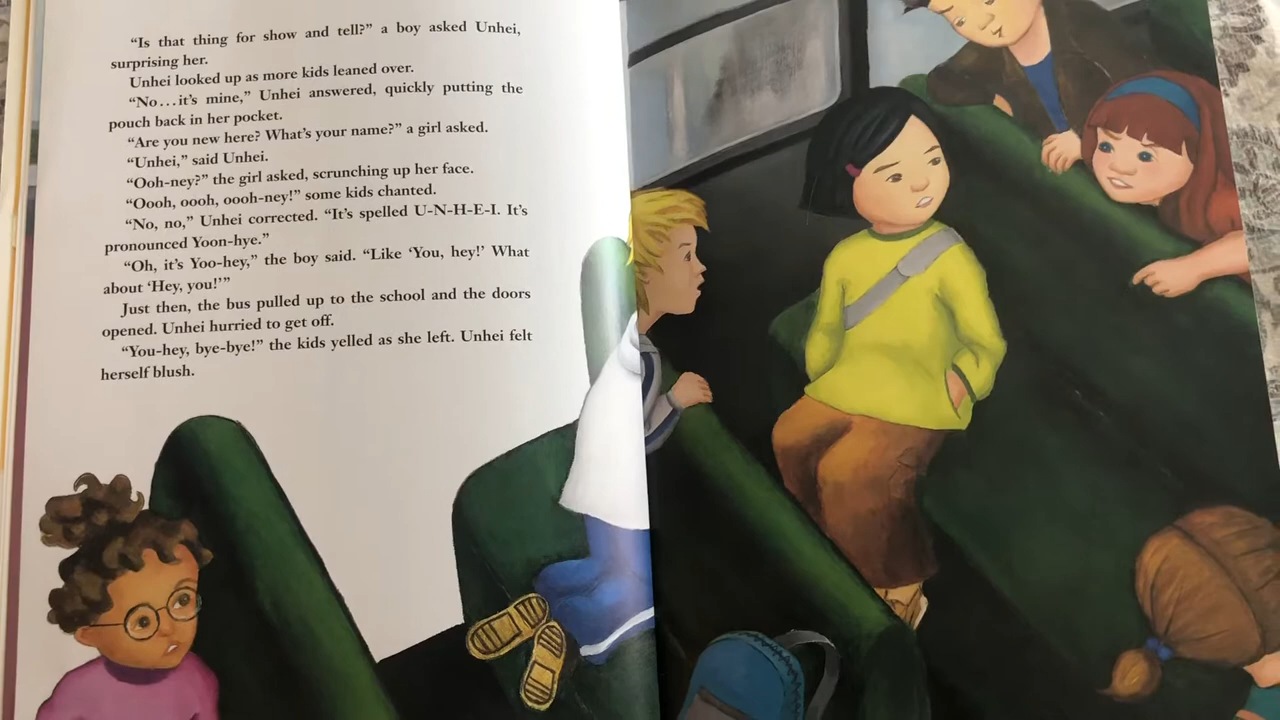 “Is that thing for show and tell?” a boy asked Unhei,
surprising her.
Unhei looked up as more kids leaned over.
“No…it’s mine,” Unhei answered, quickly putting the
pouch back in her pocket.
“Are you new here? What’s your name?” a girl asked.
“Unhei,” said Unhei.
“Ooh-ney?” the girl asked, scrunching up her face.
“Oooh, oooh, oooh-ney!” some kids chanted.
“No, no,” Unhei corrected. “It’s spelled U-N-H-E-I. It’s
pronounced Yoon-hye.”
“Oh, it’s Yoo-hey,” the boy said. “Like ‘You, hey!’ What
about ‘Hey, you!’”
Just then, the bus pulled up to the school and the doors
opened. Unhei hurried to get off.
“You-hey, bye-bye!” the kids yelled as she left. Unhei felt
herself blush.